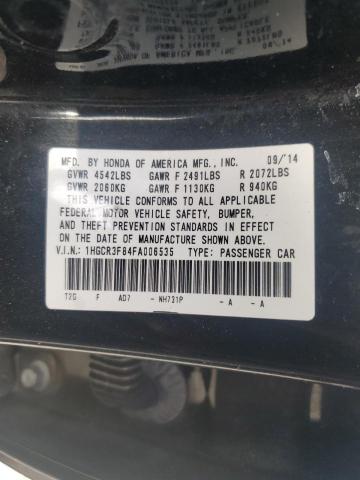 MFD. BY HONDA OF AMERICA MFG., INC. 09/14
GVWR 4542LBS GAWR F 2491LBS R 2072LBS
GVWR 2060KG GAWR F 1130KG R 940KG
THIS VEHICLE CONFORMS TO ALL APPLICABLE
FEDERAL MOTOR VEHICLE SAFETY, BUMPER,
AND THEFT PREVENTION STANDARDS IN EFFECT
ON THE DATE OF MANUFACTURE SHOWN ABOVE.
V.I.N.: 1HGCR3F84FA006535 TYPE: PASSENGER CAR
T2G F AD7 - NH731P - A - A